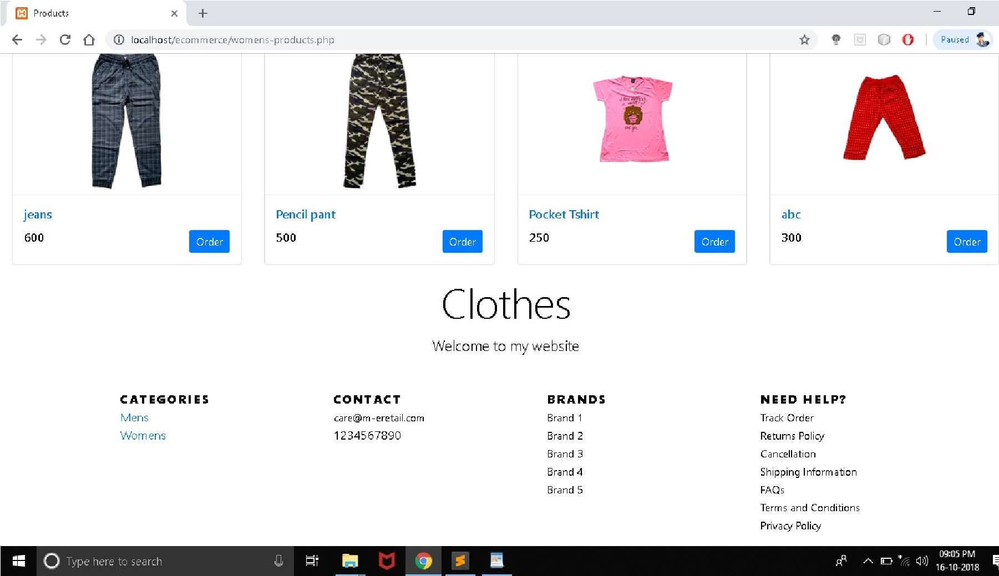 Products
localhost/ecommerce/womens-products.php
Paused
jeans
600
Order
Pencil pant
500
Order
Pocket Tshirt
250
Order
abc
300
Order
Clothes
Welcome to my website
CATEGORIES
Mens
Womens
CONTACT
care@m-eretail.com
1234567890
BRANDS
Brand 1
Brand 2
Brand 3
Brand 4
Brand 5
NEED HELP?
Track Order
Returns Policy
Cancellation
Shipping Information
FAQs
Terms and Conditions
Privacy Policy
Type here to search
09:05 PM
16-10-2018